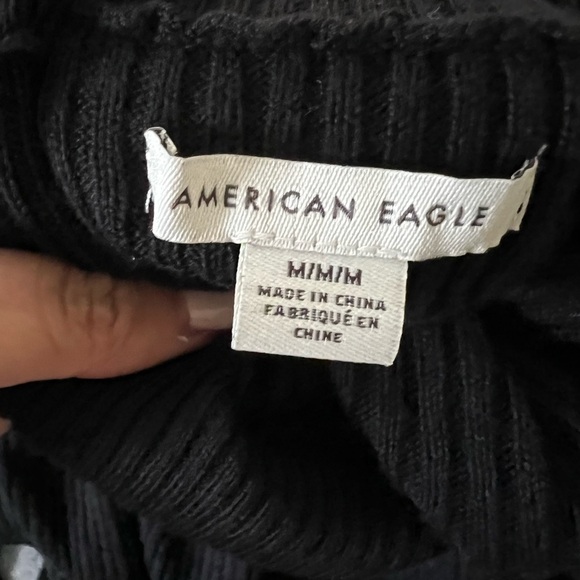 AMERICAN EAGLE
M/M/M
MADE IN CHINA
FABRIQUÉ EN
CHINE